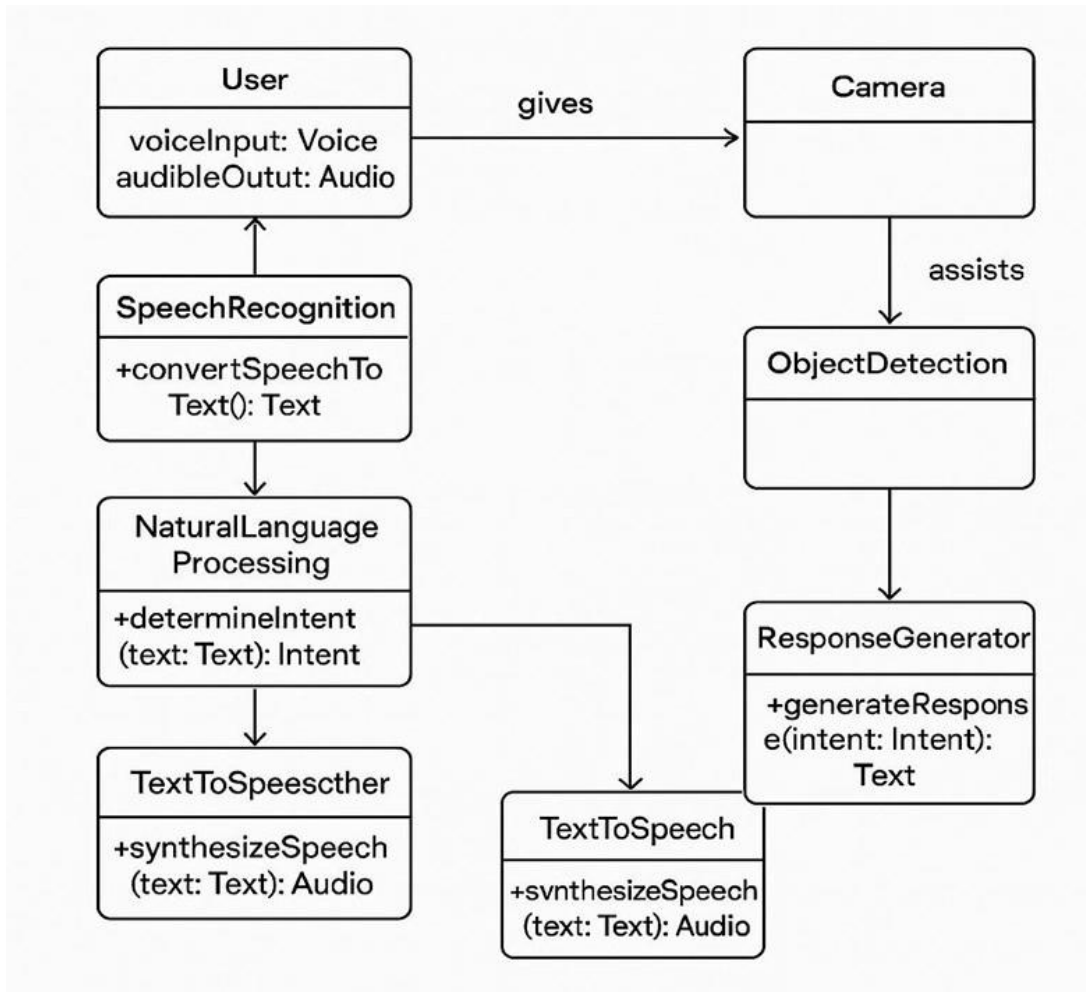 User
voiceInput: Voice
audibleOutut: Audio
gives
Camera
assists
SpeechRecognition
+convertSpeechTo
Text(): Text
ObjectDetection
NaturalLanguage
Processing
+determineIntent
(text: Text): Intent
ResponseGenerator
+generateRespons
e(intent: Intent):
Text
TextToSpeescther
+synthesizeSpeech
(text: Text): Audio
TextToSpeech
+svnthesizeSpeech
(text: Text): Audio